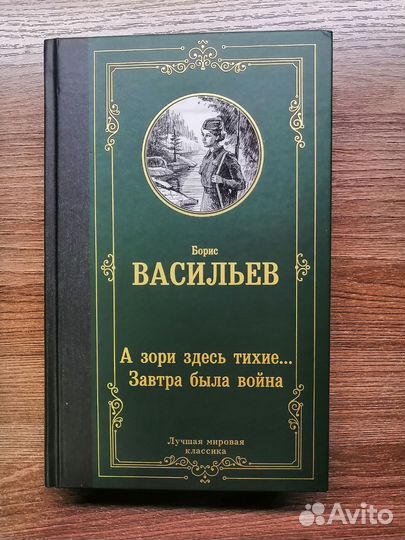 Борис
ВАСИЛЬЕВ
А зори здесь тихие...
Завтра была война
Лучшая мировая
классика
Avito